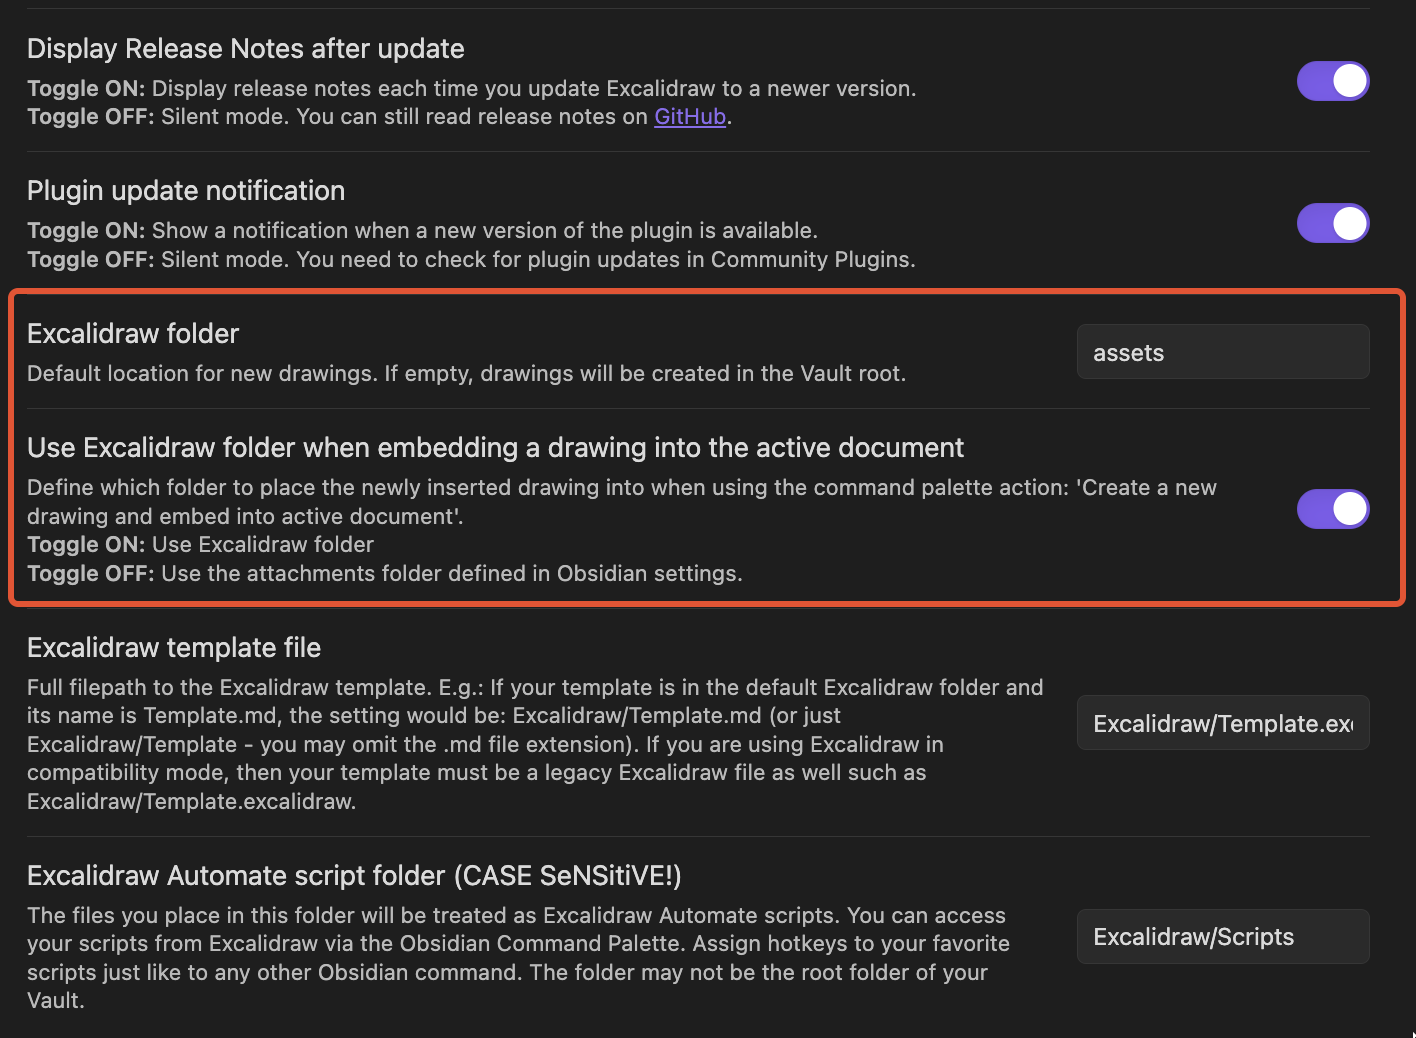 Display Release Notes after update
Toggle ON: Display release notes each time you update Excalidraw to a newer version.
Toggle OFF: Silent mode. You can still read release notes on GitHub.
Plugin update notification
Toggle ON: Show a notification when a new version of the plugin is available.
Toggle OFF: Silent mode. You need to check for plugin updates in Community Plugins.
Excalidraw folder
Default location for new drawings. If empty, drawings will be created in the Vault root.
assets
Use Excalidraw folder when embedding a drawing into the active document
Define which folder to place the newly inserted drawing into when using the command palette action: 'Create a new
drawing and embed into active document'.
Toggle ON: Use Excalidraw folder
Toggle OFF: Use the attachments folder defined in Obsidian settings.
Excalidraw template file
Full filepath to the Excalidraw template. E.g.: If your template is in the default Excalidraw folder and
its name is Template.md, the setting would be: Excalidraw/Template.md (or just
Excalidraw/Template - you may omit the .md file extension). If you are using Excalidraw in
compatibility mode, then your template must be a legacy Excalidraw file as well such as
Excalidraw/Template.excalidraw.
Excalidraw/Template.ex
Excalidraw Automate script folder (CASE SeNSitiVE!)
The files you place in this folder will be treated as Excalidraw Automate scripts. You can access
your scripts from Excalidraw via the Obsidian Command Palette. Assign hotkeys to your favorite
scripts just like to any other Obsidian command. The folder may not be the root folder of your
Vault.
Excalidraw/Scripts